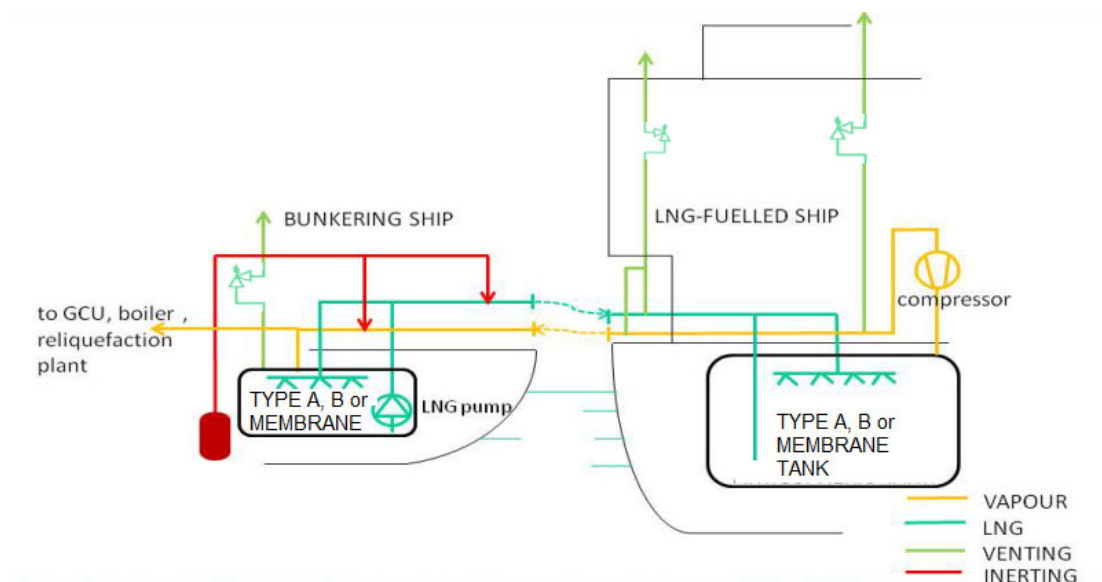 BUNKERING SHIP
LNG-FUELLED SHIP
to GCU, boiler ,
reliquefaction
plant
compressor
TYPE A, B or
MEMBRANE
LNG pump
TYPE A, B or
MEMBRANE
TANK
VAPOUR
LNG
VENTING
INERTING